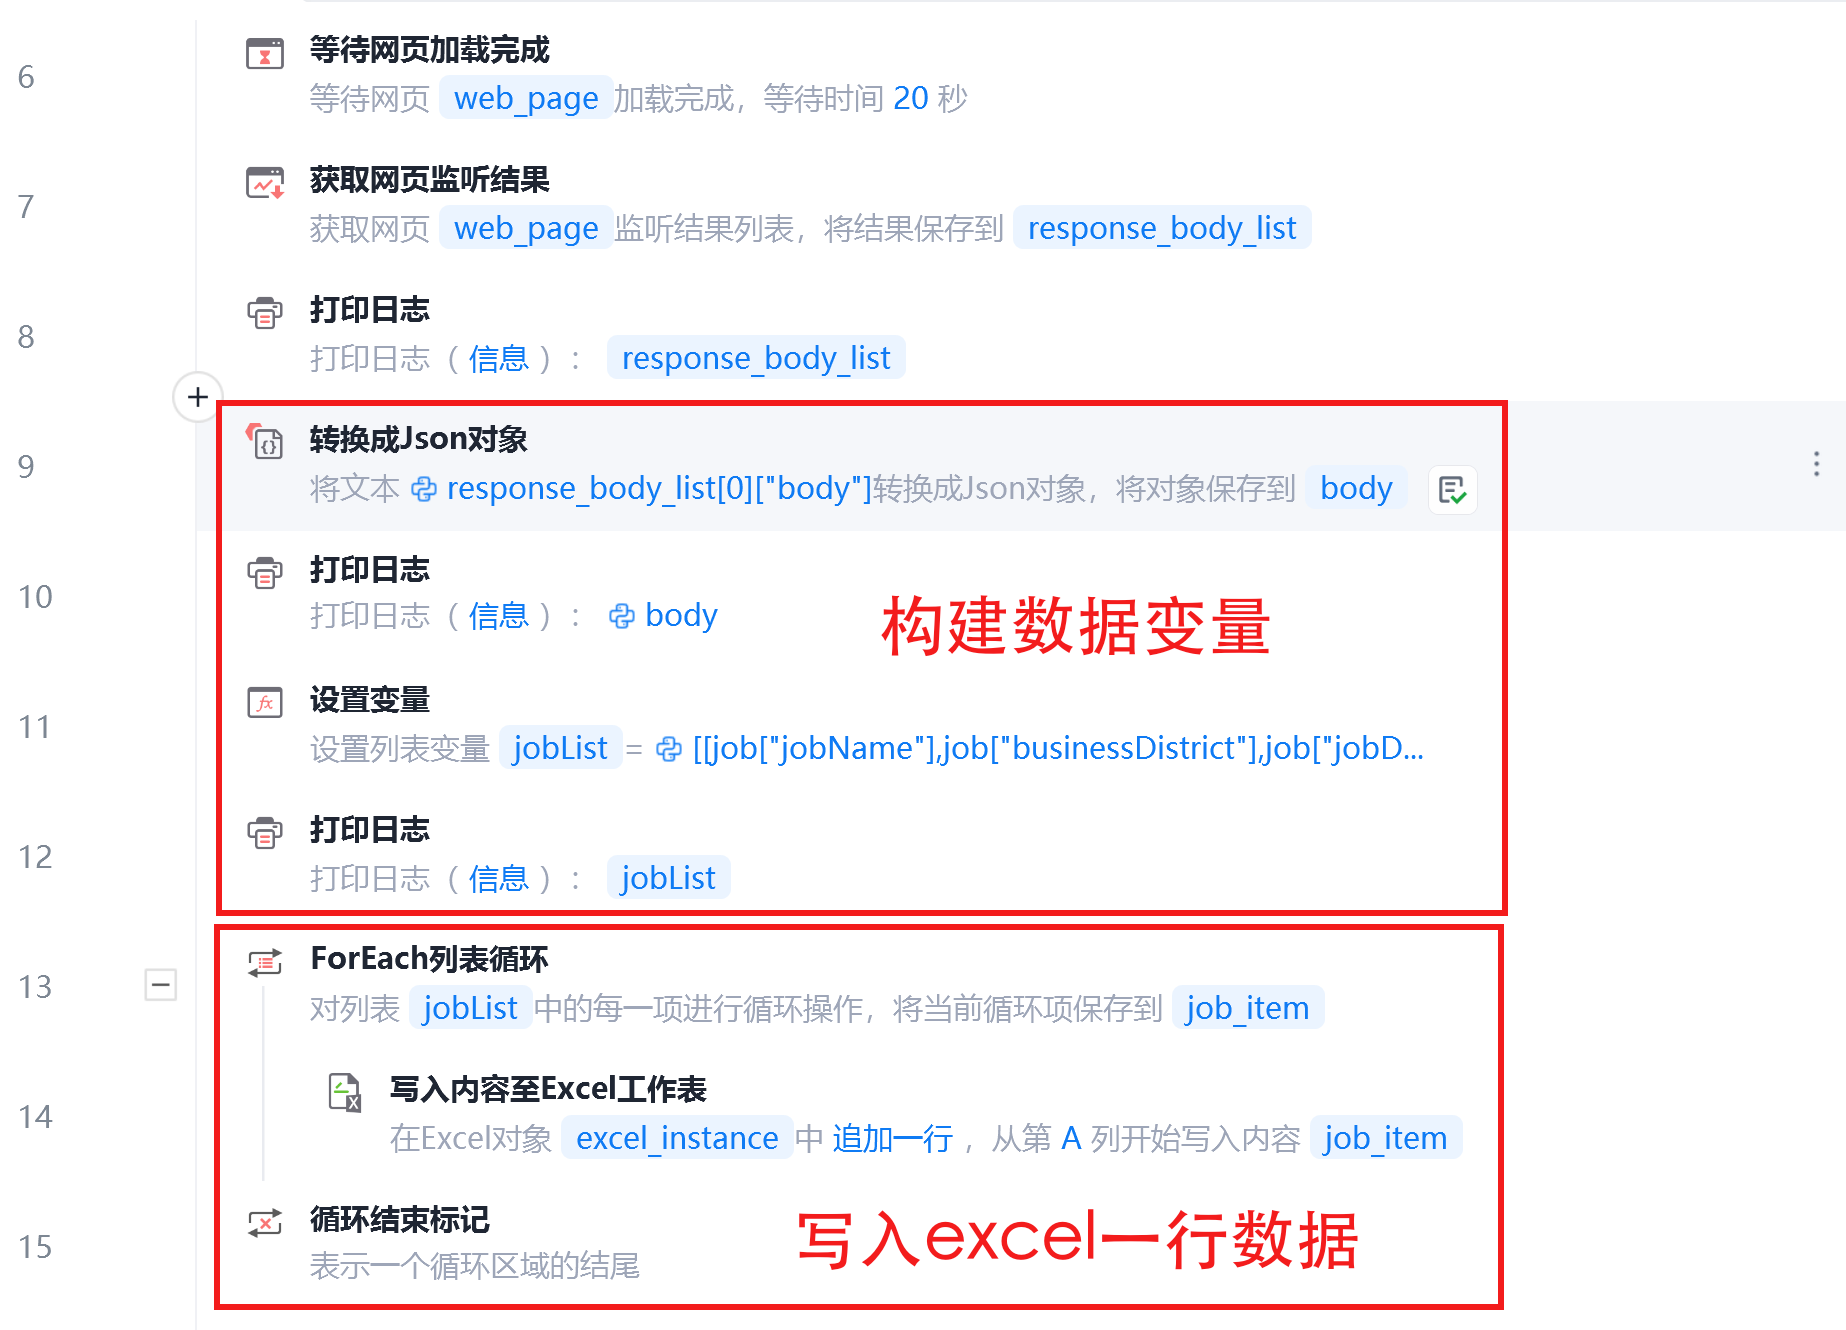 6
等待网页加载完成
等待网页 web_page 加载完成，等待时间 20 秒
7
获取网页监听结果
获取网页 web_page 监听结果列表，将结果保存到 response_body_list
8
打印日志
打印日志（信息）： response_body_list
+
9
转换成Json对象
将文本 response_body_list[0]["body"]转换成Json对象，将对象保存到 body
10
打印日志
打印日志（信息）： body
构建数据变量
11
设置变量
设置列表变量 jobList = [[job["jobName"],job["businessDistrict"],job["jobD...
12
打印日志
打印日志（信息）： jobList
13
ForEach列表循环
对列表 jobList 中的每一项进行循环操作，将当前循环项保存到 job_item
14
写入内容至Excel工作表
在Excel对象 excel_instance 中 追加一行 ，从第 A 列开始写入内容 job_item
15
循环结束标记
表示一个循环区域的结尾
写入excel一行数据